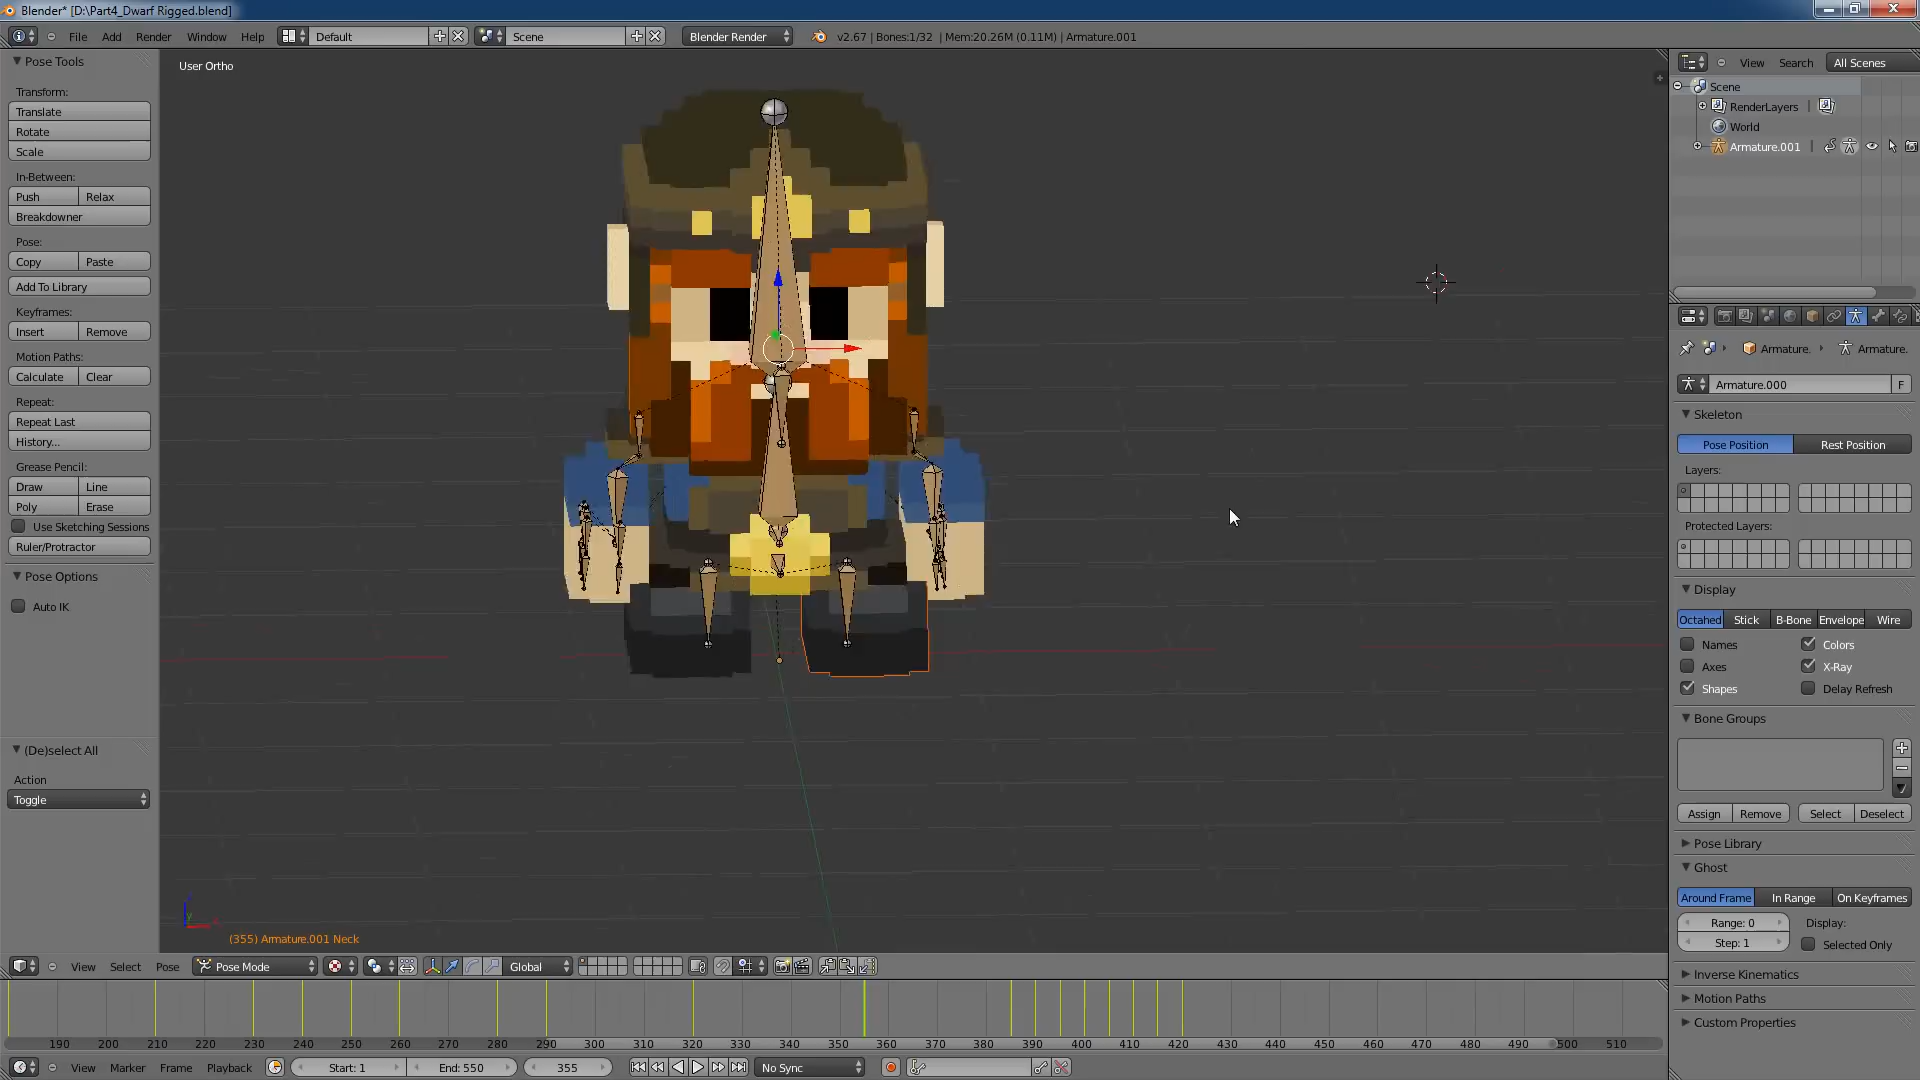 Blender* [D:\Part4_Dwarf Rigged.blend]
File Add Render Window Help Default Scene Blender Render v2.67 | Bones:1/32 | Mem:20.26M (0.11M) | Armature.001
Pose Tools
Transform:
Translate
Rotate
Scale
In-Between:
Push Relax
Breakdowner
Pose:
Copy Paste
Add To Library
Keyframes:
Insert Remove
Motion Paths:
Calculate Clear
Repeat:
Repeat Last
History...
Grease Pencil:
Draw Line
Poly Erase
Use Sketching Sessions
Ruler/Protractor
Pose Options
Auto IK
(De)select All
Action
Toggle
User Ortho
(355) Armature.001 Neck
View Search All Scenes
Scene
RenderLayers
World
Armature.001
Armature. Armature.
Armature.000 F
Skeleton
Pose Position Rest Position
Layers:
Protected Layers:
Display
Octahed Stick B-Bone Envelope Wire
Names Colors
Axes X-Ray
Shapes Delay Refresh
Bone Groups
Assign Remove Select Deselect
Pose Library
Ghost
Around Frame In Range On Keyframes
Range: 0 Display:
Step: 1 Selected Only
Inverse Kinematics
Motion Paths
Custom Properties
View Select Pose Pose Mode Global
190 200 210 220 230 240 250 260 270 280 290 300 310 320 330 340 350 360 370 380 390 400 410 420 430 440 450 460 470 480 490 500 510
View Marker Frame Playback Start: 1 End: 550 355 No Sync